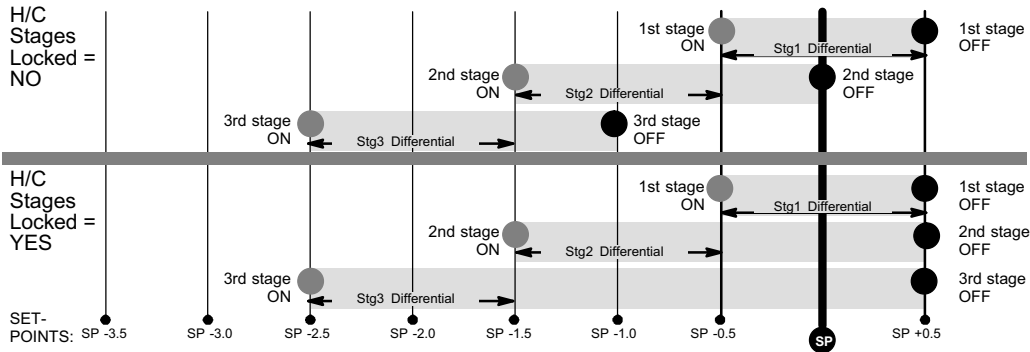 H/C
Stages
Locked =
NO
1st stage
ON
Stg1 Differential
1st stage
OFF
2nd stage
ON
Stg2 Differential
2nd stage
OFF
3rd stage
ON
Stg3 Differential
3rd stage
OFF
H/C
Stages
Locked =
YES
1st stage
ON
Stg1 Differential
1st stage
OFF
2nd stage
ON
Stg2 Differential
2nd stage
OFF
3rd stage
ON
Stg3 Differential
3rd stage
OFF
SET-
POINTS: SP -3.5 SP -3.0 SP -2.5 SP -2.0 SP -1.5 SP -1.0 SP -0.5 SP SP +0.5